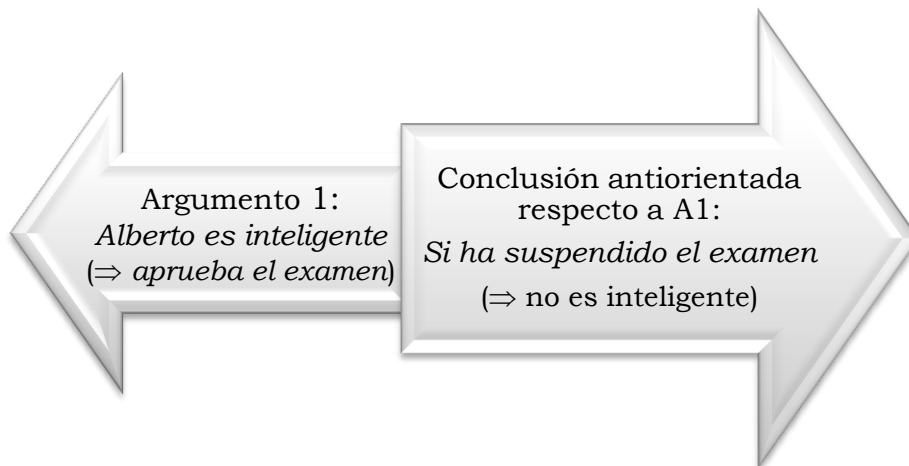 Argumento 1:
Alberto es inteligente
(⇒ aprueba el examen)
Conclusión antiorientada
respecto a A1:
Si ha suspendido el examen
(⇒ no es inteligente)